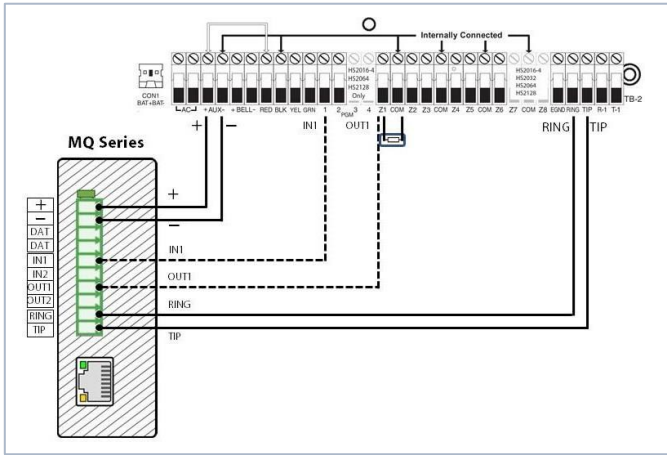 Internally Connected
HS2016-4
HS2064
HS2128
Only
HS2016-4
HS2032
HS2064
HS2128
CON1
BAT+BAT-
AC
+ AUX-
+ BELL-
RED
BLK
YEL
GRN
1
2
PGM
3
4
Z1
COM
Z2
Z3
COM
Z4
Z5
COM
Z6
Z7
COM
Z8
EGND
RING
TIP
R-1
T-1
TB-2
+
−
IN1
OUT1
RING
TIP
MQ Series
+
−
DAT
DAT
IN1
IN2
OUT1
OUT2
RING
TIP
+
−
IN1
OUT1
RING
TIP